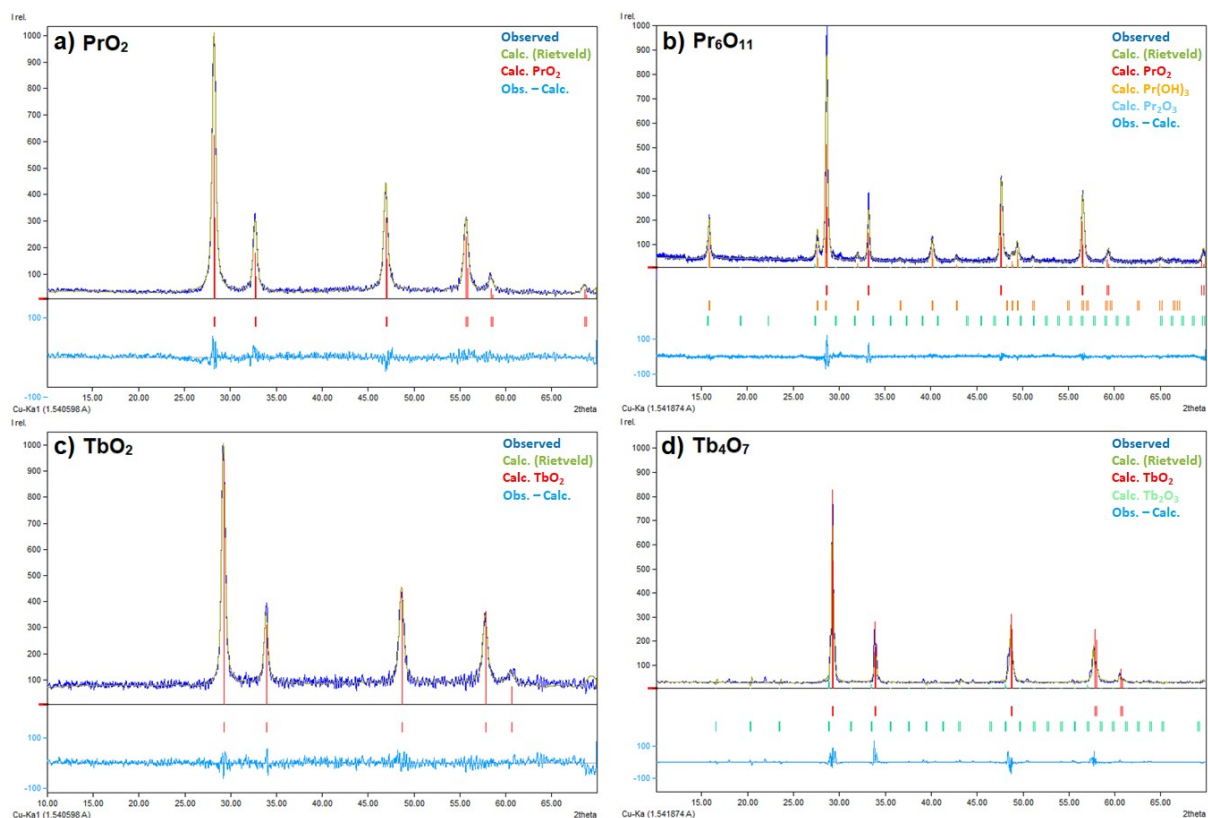 I rel.
a) PrO₂
Observed
Calc. (Rietveld)
Calc. PrO₂
Obs. – Calc.
1000
900
800
700
600
500
400
300
200
100
100
-100
15.00 20.00 25.00 30.00 35.00 40.00 45.00 50.00 55.00 60.00 65.00
Cu-Ka1 (1.540598 A) 2theta
I rel.
b) Pr₆O₁₁
Observed
Calc. (Rietveld)
Calc. PrO₂
Calc. Pr(OH)₃
Calc. Pr₂O₃
Obs. – Calc.
1000
900
800
700
600
500
400
300
200
100
100
-100
15.00 20.00 25.00 30.00 35.00 40.00 45.00 50.00 55.00 60.00 65.00
Cu-Ka (1.541874 A) 2theta
I rel.
c) TbO₂
Observed
Calc. (Rietveld)
Calc. TbO₂
Obs. – Calc.
1000
900
800
700
600
500
400
300
200
100
100
-100
10.00 15.00 20.00 25.00 30.00 35.00 40.00 45.00 50.00 55.00 60.00 65.00
Cu-Ka1 (1.540598 A) 2theta
I rel.
d) Tb₄O₇
Observed
Calc. (Rietveld)
Calc. TbO₂
Calc. Tb₂O₃
Obs. – Calc.
1000
900
800
700
600
500
400
300
200
100
100
-100
15.00 20.00 25.00 30.00 35.00 40.00 45.00 50.00 55.00 60.00 65.00
Cu-Ka (1.541874 A) 2theta